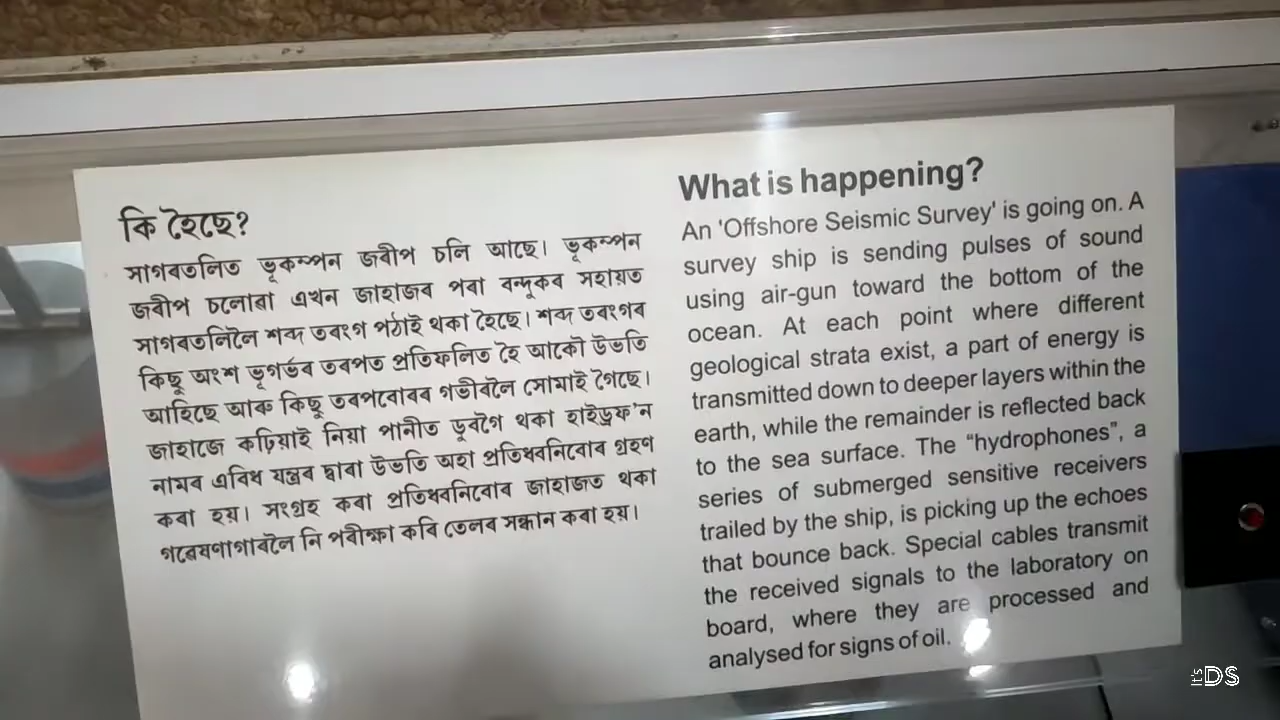 কি হৈছে?
সাগৰতলিত ভূকম্পন জৰীপ চলি আছে। ভূকম্পন
জৰীপ চলোৱা এখন জাহাজৰ পৰা বন্দুকৰ সহায়ত
সাগৰতলিলৈ শব্দ তৰংগ পঠাই থকা হৈছে। শব্দ তৰংগৰ
কিছু অংশ ভূগৰ্ভৰ তৰপত প্ৰতিফলিত হৈ আকৌ উভতি
আহিছে আৰু কিছু তৰপবোৰৰ গভীৰলৈ সোমাই গৈছে।
জাহাজে কঢ়িয়াই নিয়া পানীত ডুবগৈ থকা হাইড্ৰফ'ন
নামৰ এবিধ যন্ত্ৰৰ দ্বাৰা উভতি অহা প্ৰতিধ্বনিবোৰ গ্ৰহণ
কৰা হয়। সংগ্ৰহ কৰা প্ৰতিধ্বনিবোৰ জাহাজত থকা
গৱেষণাগাৰলৈ নি পৰীক্ষা কৰি তেলৰ সন্ধান কৰা হয়।
What is happening?
An 'Offshore Seismic Survey' is going on. A
survey ship is sending pulses of sound
using air-gun toward the bottom of the
ocean. At each point where different
geological strata exist, a part of energy is
transmitted down to deeper layers within the
earth, while the remainder is reflected back
to the sea surface. The “hydrophones”, a
series of submerged sensitive receivers
trailed by the ship, is picking up the echoes
that bounce back. Special cables transmit
the received signals to the laboratory on
board, where they are processed and
analysed for signs of oil.
ITS DS